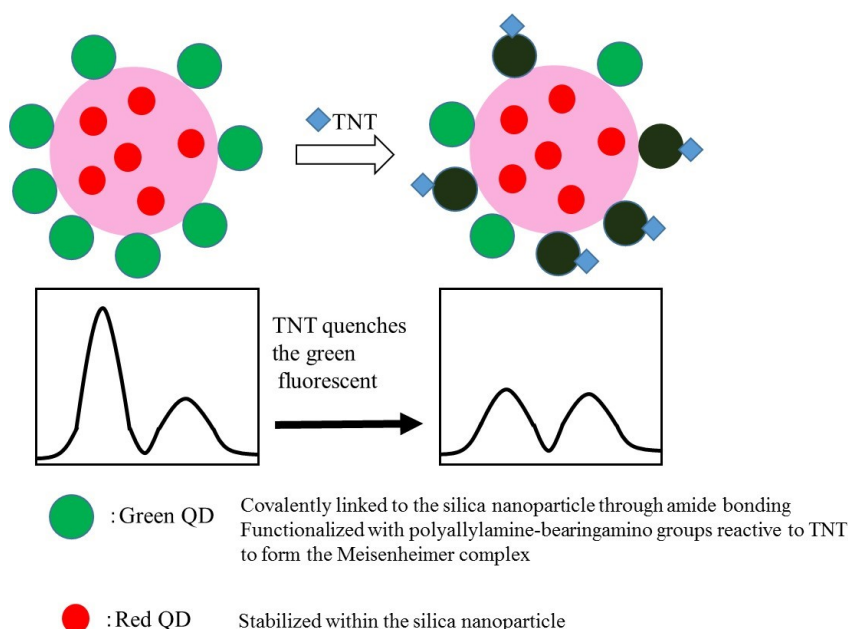 TNT
TNT quenches
the green
fluorescent
: Green QD
Covalently linked to the silica nanoparticle through amide bonding
Functionalized with polyallylamine-bearingamino groups reactive to TNT
to form the Meisenheimer complex
: Red QD
Stabilized within the silica nanoparticle